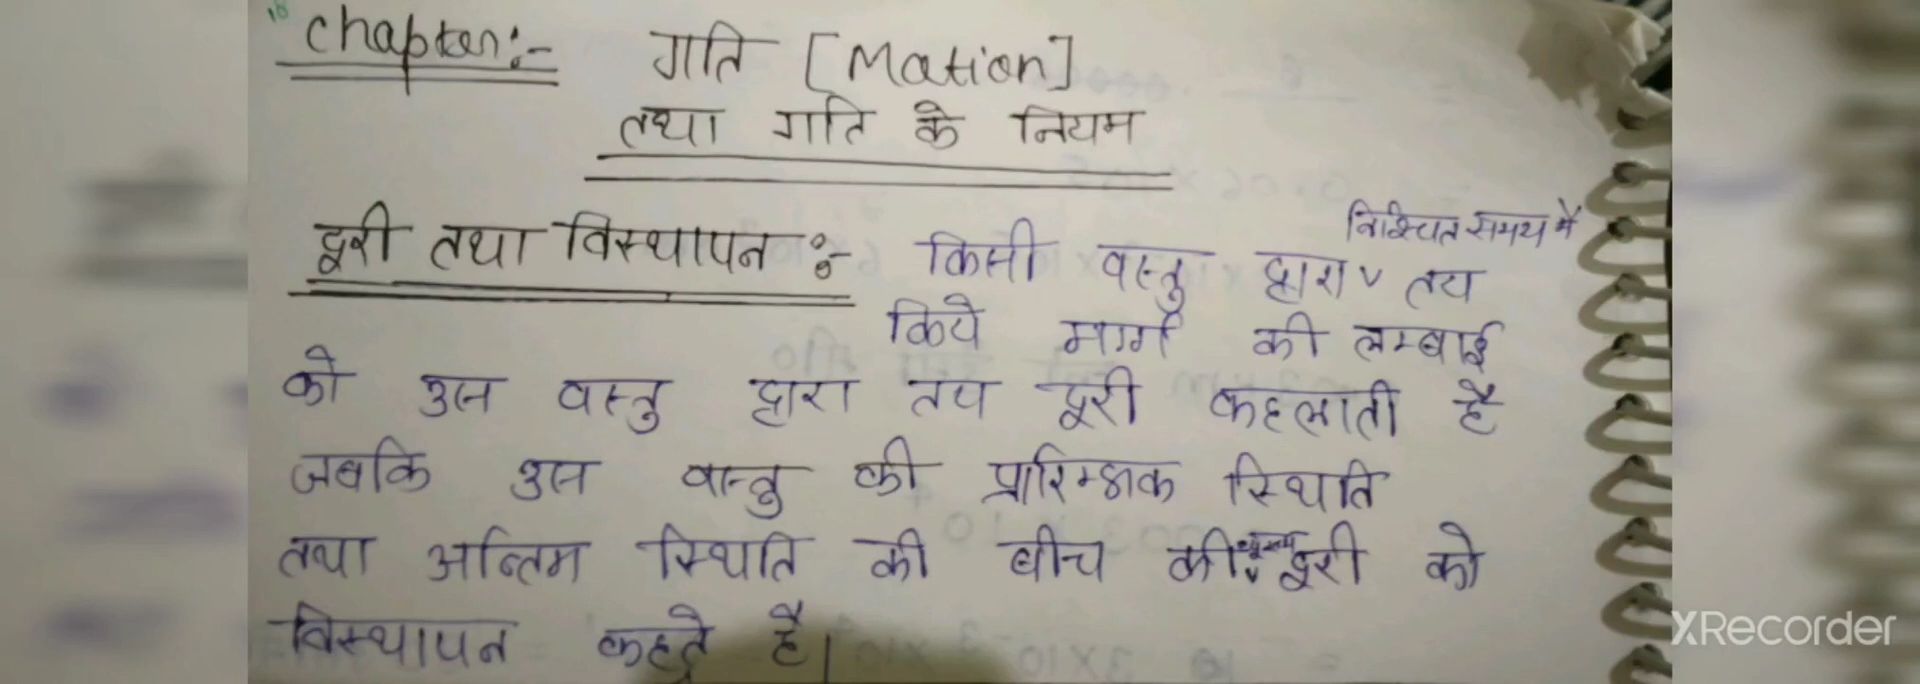 Chapter:-
गति [Motion]
तथा गति के नियम
दूरी तथा विस्थापन :- किसी वस्तु द्वारा निश्चित समय में तय
किये मार्ग की लम्बाई
को उस वस्तु द्वारा तय दूरी कहलाती है
जबकि उस वस्तु की प्रारम्भिक स्थिति
तथा अन्तिम स्थिति की बीच की दूरी को
विस्थापन कहते है।
XRecorder